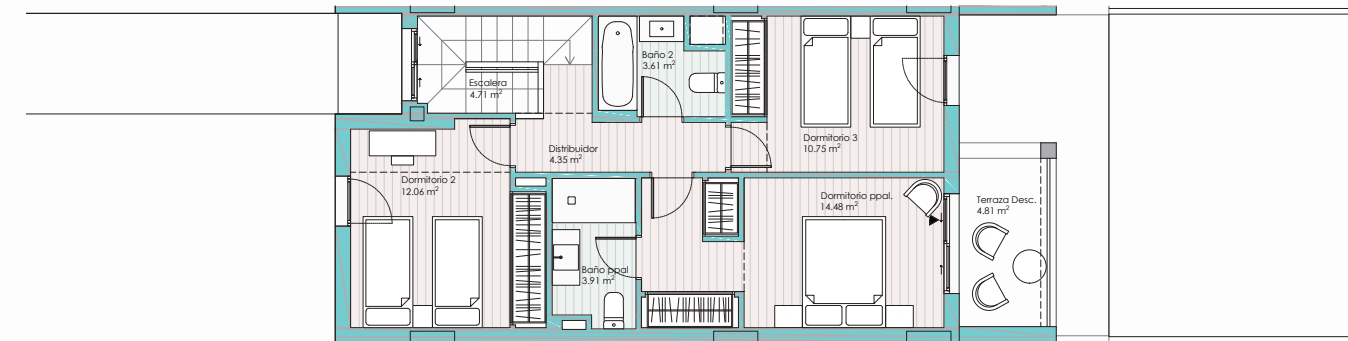 Baño 2
3.61 m²
Escalera
4.71 m²
Dormitorio 3
10.75 m²
Distribuidor
4.35 m²
Dormitorio 2
12.06 m²
Dormitorio ppal.
14.48 m²
Terraza Desc.
4.81 m²
Baño ppal
3.91 m²